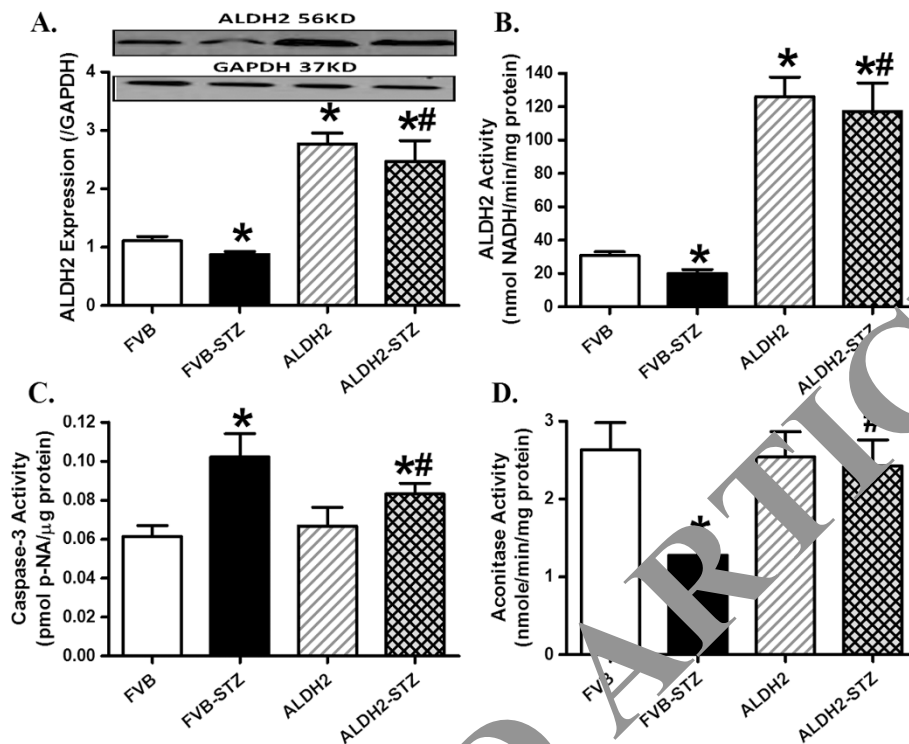 A.
ALDH2 56KD
GAPDH 37KD
ALDH2 Expression (/GAPDH)
4
3
2
1
0
*
*
*#
FVB
FVB-STZ
ALDH2
ALDH2-STZ
B.
ALDH2 Activity
(nmol NADH/min/mg protein)
140
120
100
80
60
40
20
0
*
*
*#
FVB
FVB-STZ
ALDH2
ALDH2-STZ
C.
Caspase-3 Activity
(pmol p-NA/μg protein)
0.12
0.10
0.08
0.06
0.04
0.02
0.00
*
*#
FVB
FVB-STZ
ALDH2
ALDH2-STZ
D.
Aconitase Activity
(nmole/min/mg protein)
3
2
1
0
*
#
FVB
FVB-STZ
ALDH2
ALDH2-STZ